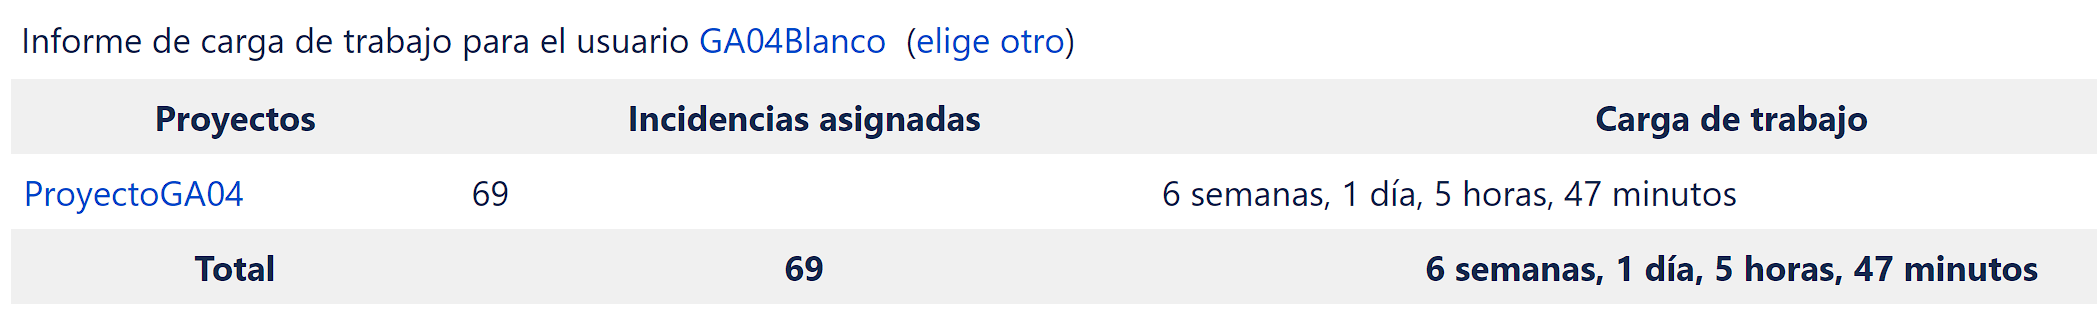 Informe de carga de trabajo para el usuario GA04Blanco (elige otro)
Proyectos Incidencias asignadas Carga de trabajo
ProyectoGA04 69 6 semanas, 1 día, 5 horas, 47 minutos
Total 69 6 semanas, 1 día, 5 horas, 47 minutos